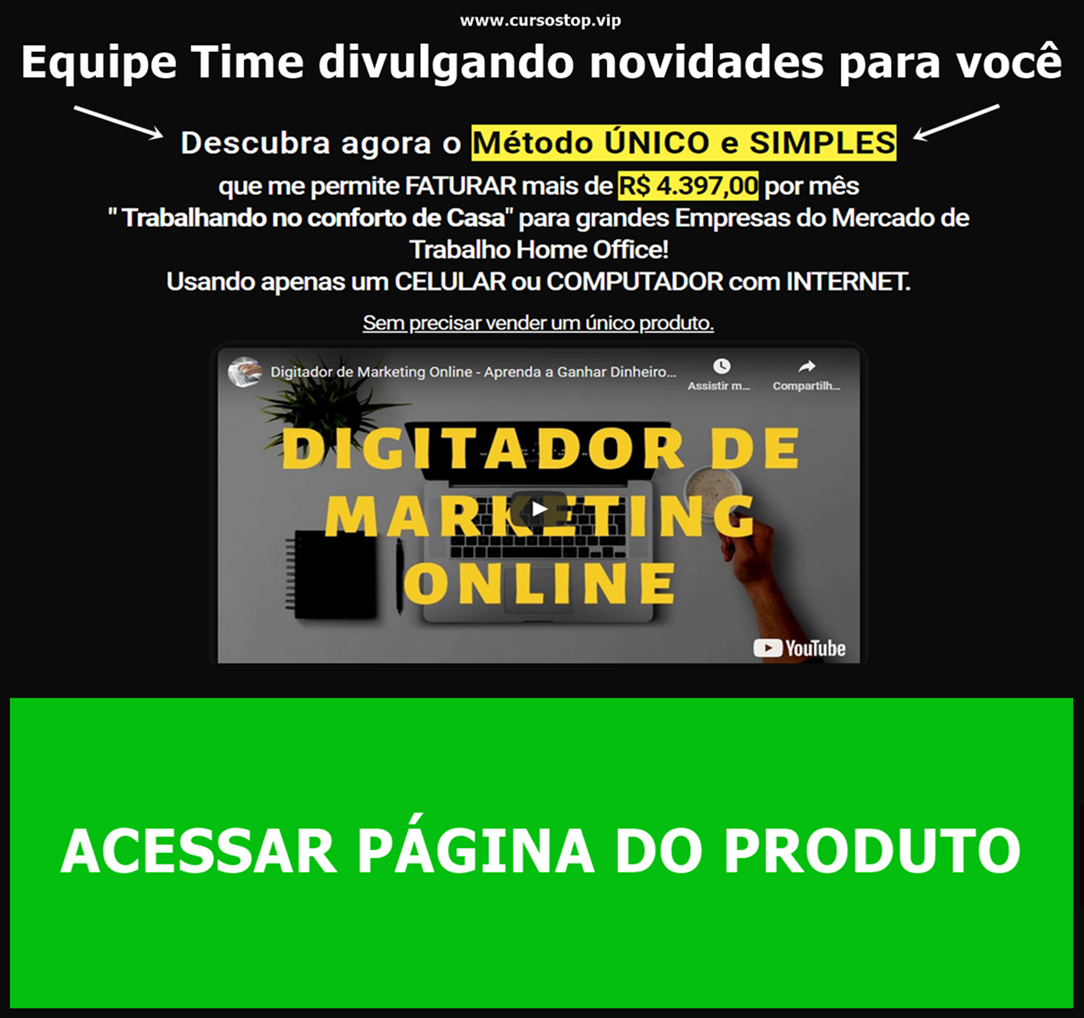 www.cursostop.vip
Equipe Time divulgando novidades para você
Descubra agora o Método ÚNICO e SIMPLES
que me permite FATURAR mais de R$ 4.397,00 por mês
"Trabalhando no conforto de Casa" para grandes Empresas do Mercado de
Trabalho Home Office!
Usando apenas um CELULAR ou COMPUTADOR com INTERNET.
Sem precisar vender um único produto.
Digitador de Marketing Online - Aprenda a Ganhar Dinheiro...
Assistir m...
Compartilh...
DIGITADOR DE
MARKETING
ONLINE
YouTube
ACESSAR PÁGINA DO PRODUTO